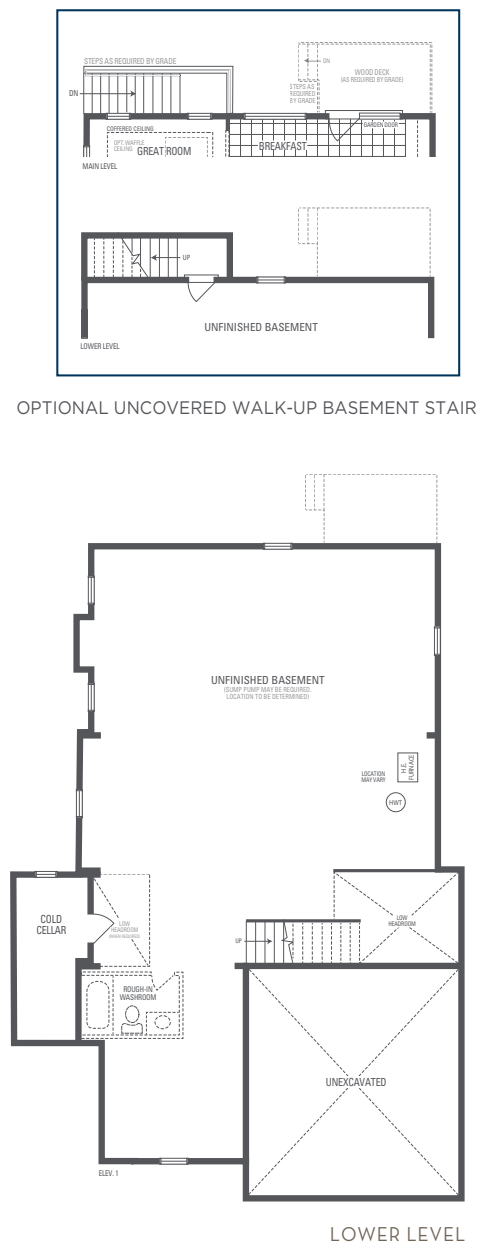 STEPS AS REQUIRED BY GRADE
DN
DN
WOOD DECK
(AS REQUIRED BY GRADE)
STEPS AS
REQUIRED
BY GRADE
COFFERED CEILING
GARDEN DOOR
OPT. WAFFLE
CEILING
GREAT ROOM
BREAKFAST
MAIN LEVEL
UP
UNFINISHED BASEMENT
LOWER LEVEL
OPTIONAL UNCOVERED WALK-UP BASEMENT STAIR
UNFINISHED BASEMENT
(SUMP PUMP MAY BE REQUIRED.
LOCATION TO BE DETERMINED)
LOCATION
MAY VARY
H.E.
FURNACE
HWT
COLD
CELLAR
LOW
HEADROOM
(WHEN REQUIRED)
LOW
HEADROOM
UP
ROUGH-IN
WASHROOM
UNEXCAVATED
ELEV. 1
LOWER LEVEL